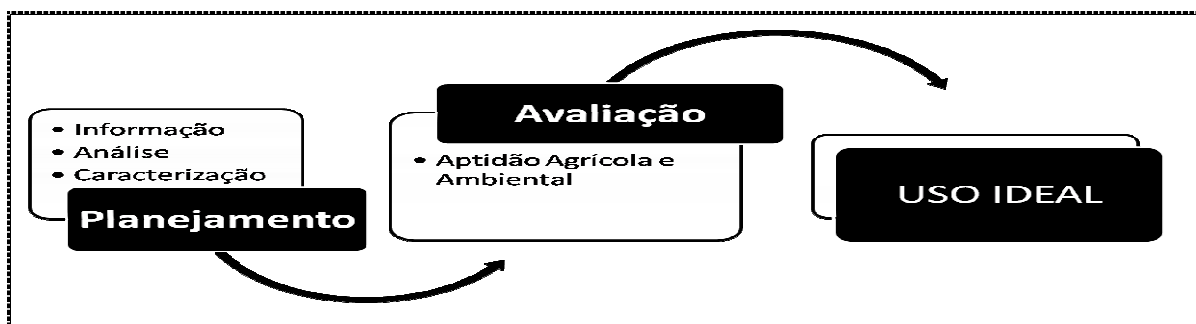 • Informação
• Análise
• Caracterização
Planejamento
Avaliação
• Aptidão Agrícola e
Ambiental
USO IDEAL